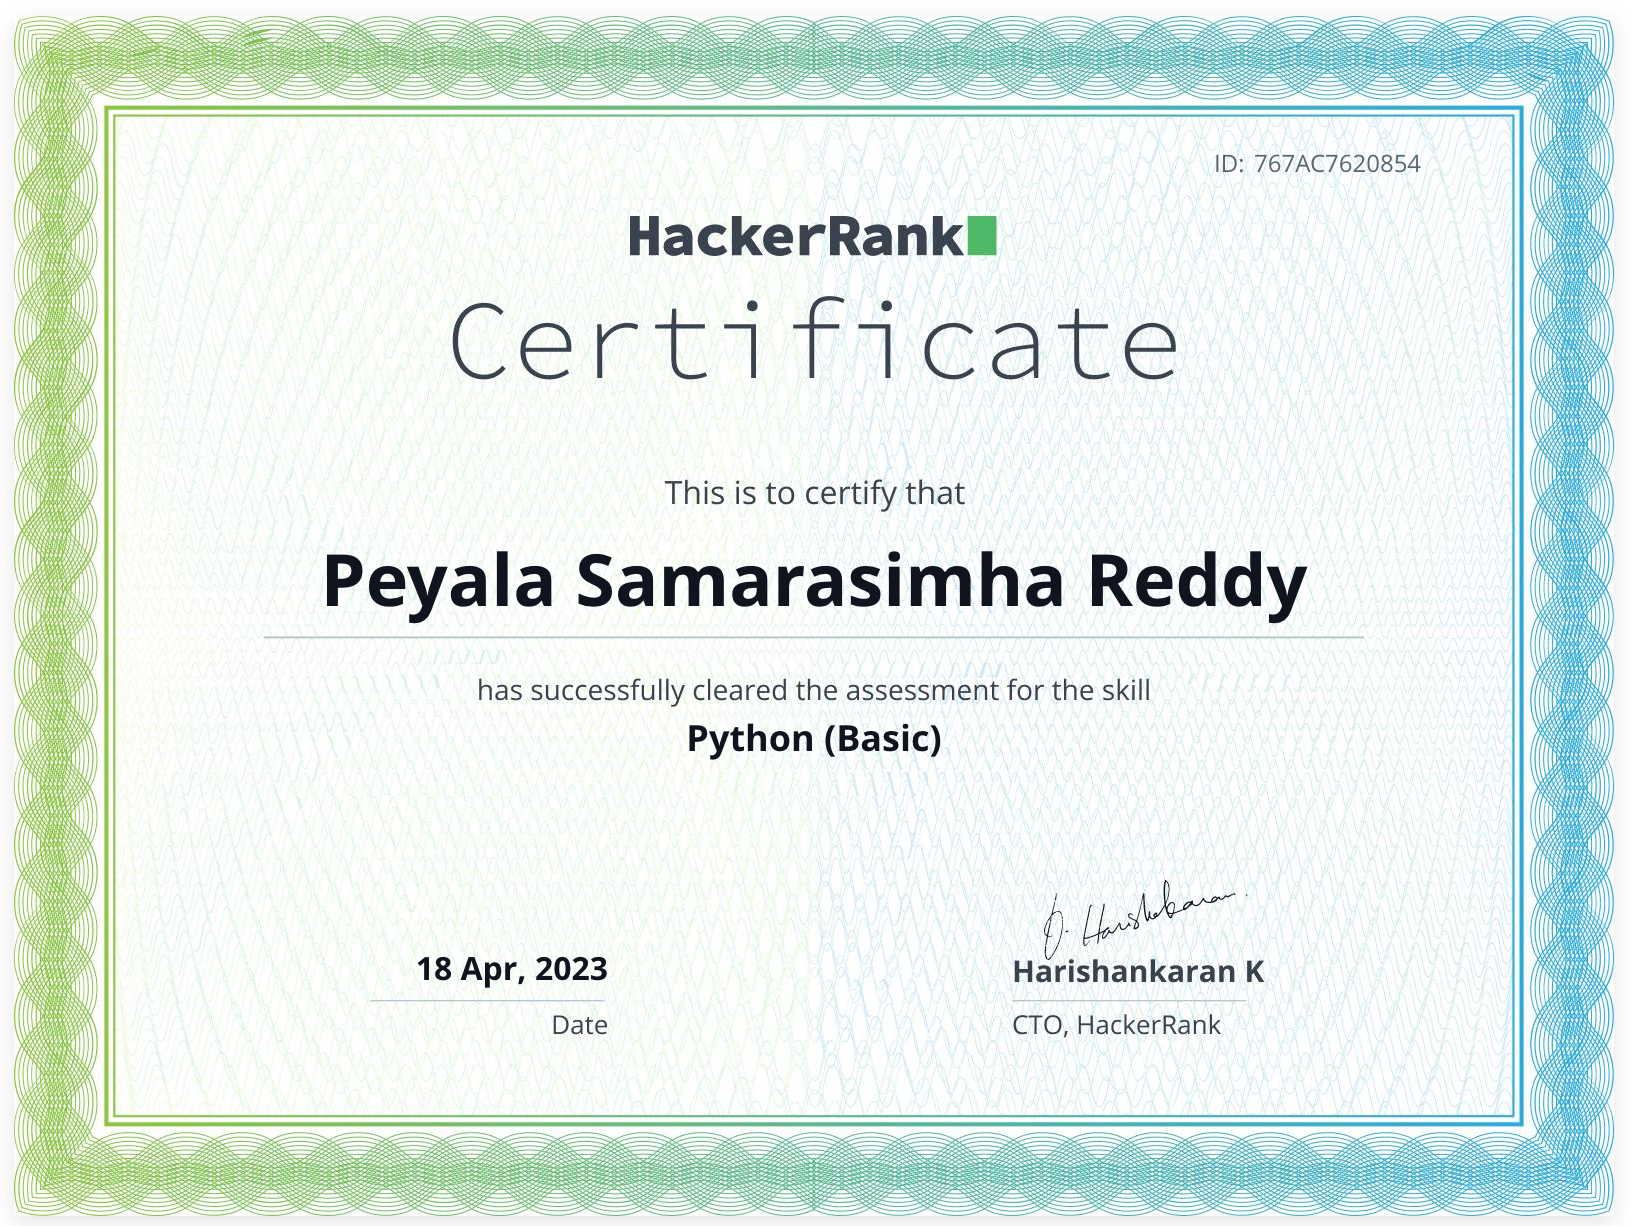 ID: 767AC7620854
HackerRank
Certificate
This is to certify that
Peyala Samarasimha Reddy
has successfully cleared the assessment for the skill
Python (Basic)
18 Apr, 2023
Date
Harishankaran K
CTO, HackerRank